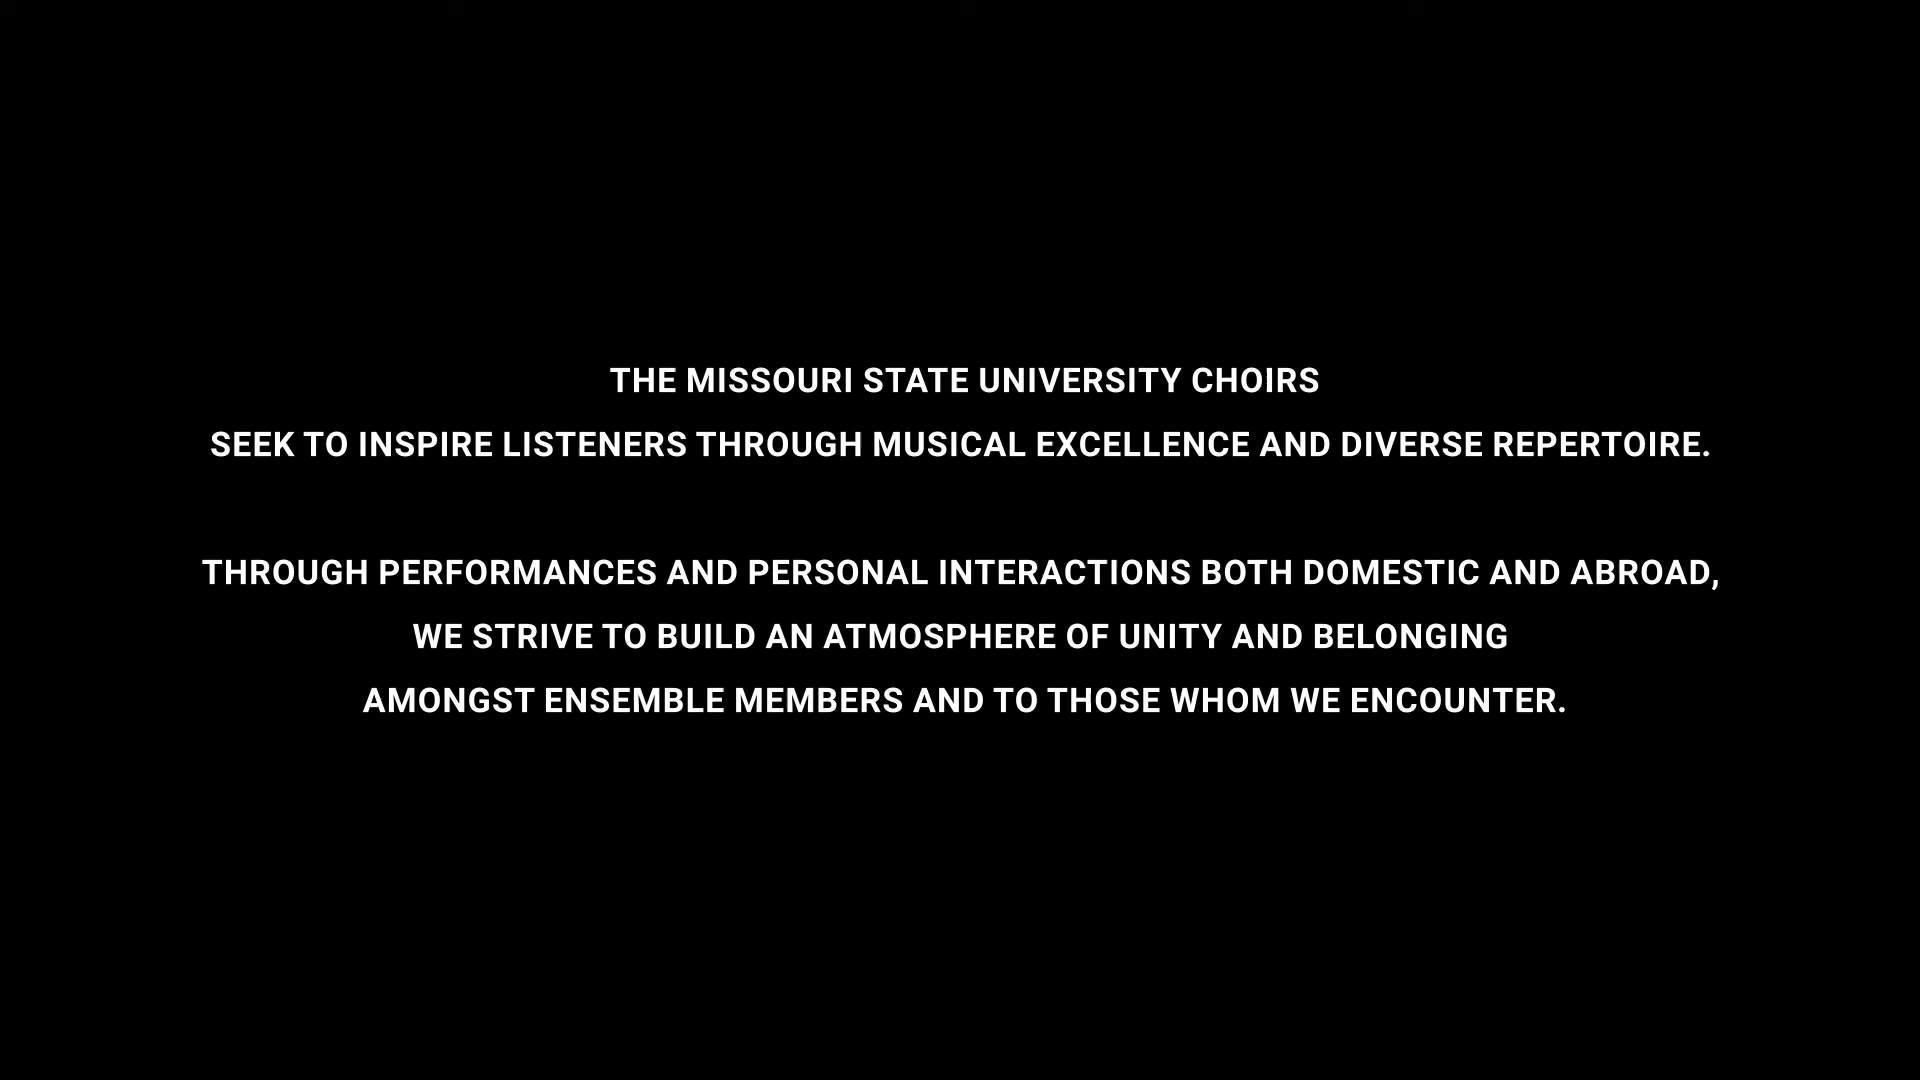 THE MISSOURI STATE UNIVERSITY CHOIRS
SEEK TO INSPIRE LISTENERS THROUGH MUSICAL EXCELLENCE AND DIVERSE REPERTOIRE.
THROUGH PERFORMANCES AND PERSONAL INTERACTIONS BOTH DOMESTIC AND ABROAD,
WE STRIVE TO BUILD AN ATMOSPHERE OF UNITY AND BELONGING
AMONGST ENSEMBLE MEMBERS AND TO THOSE WHOM WE ENCOUNTER.